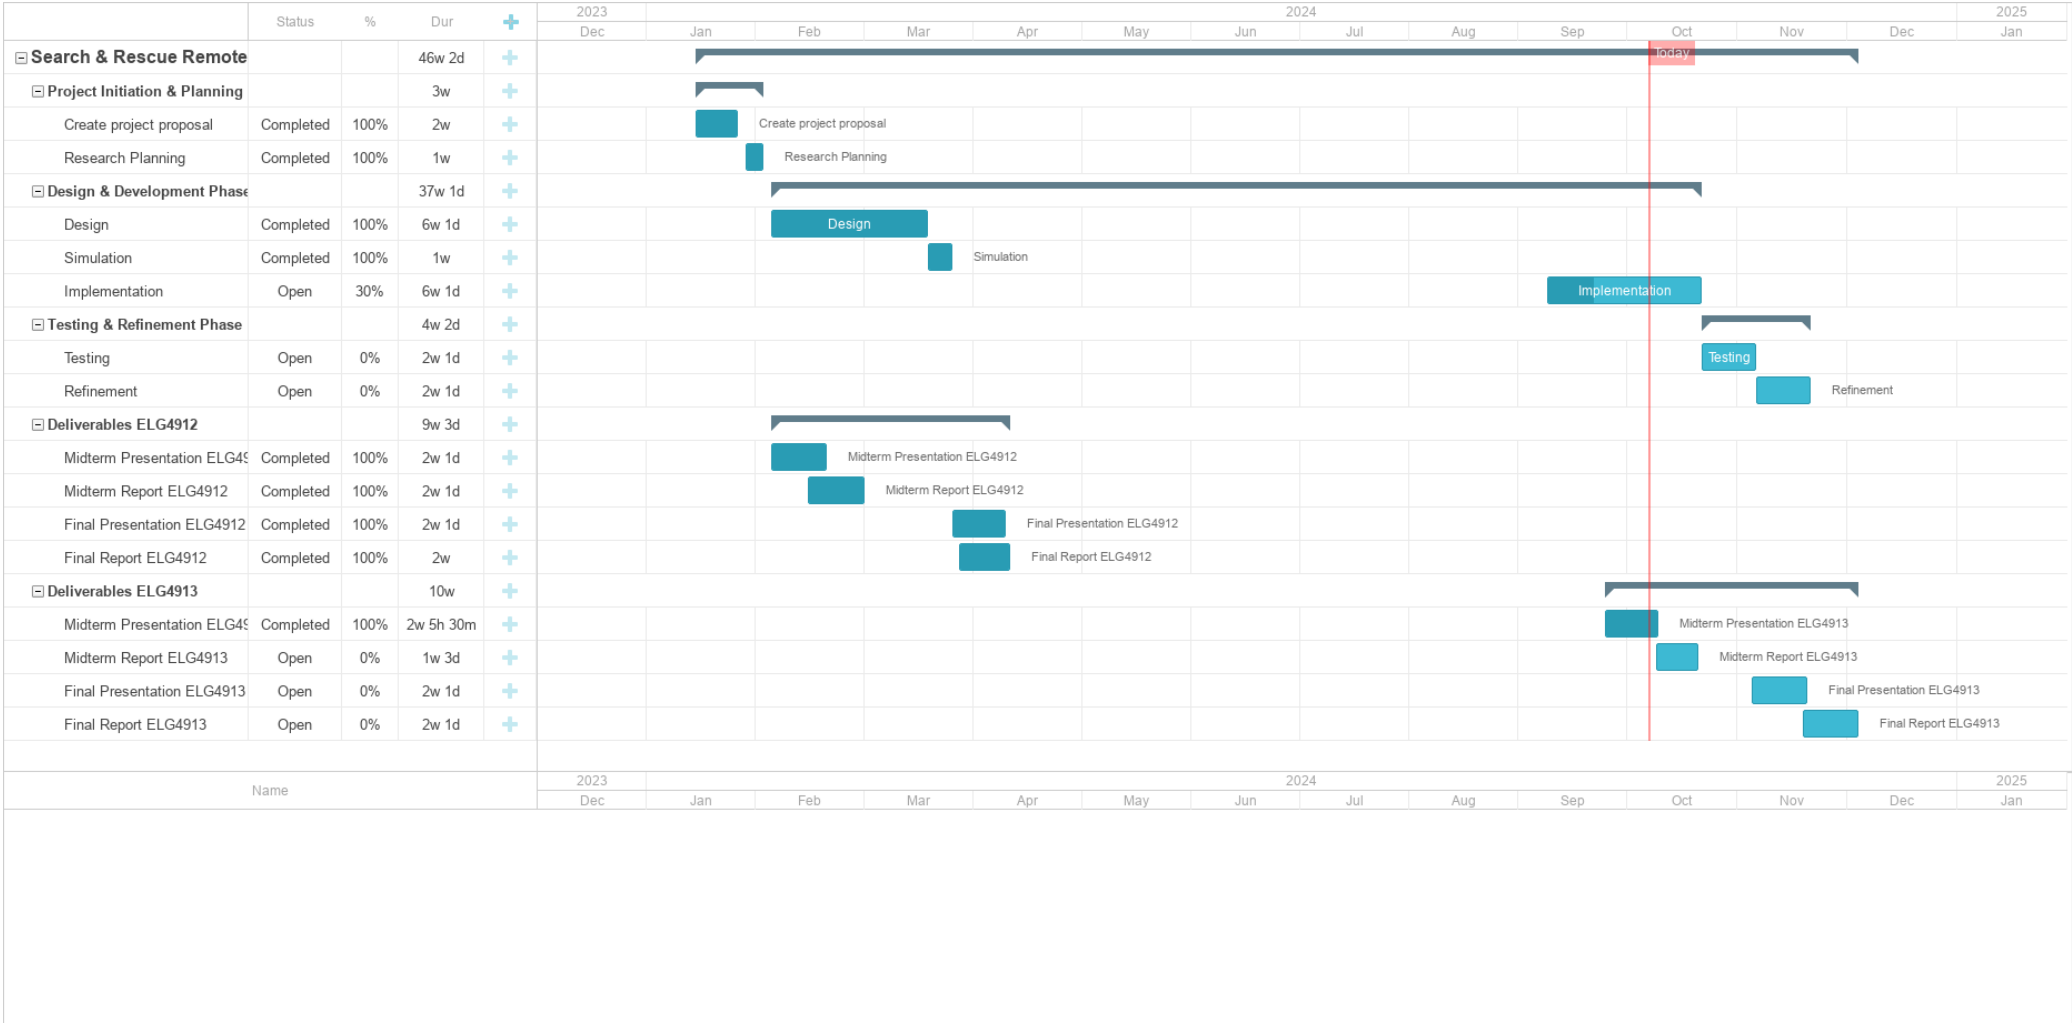 Status % Dur 2023 2024 2025
Dec Jan Feb Mar Apr May Jun Jul Aug Sep Oct Nov Dec Jan
Search & Rescue Remote 46w 2d Today
Project Initiation & Planning 3w
Create project proposal Completed 100% 2w Create project proposal
Research Planning Completed 100% 1w Research Planning
Design & Development Phase 37w 1d
Design Completed 100% 6w 1d Design
Simulation Completed 100% 1w Simulation
Implementation Open 30% 6w 1d Implementation
Testing & Refinement Phase 4w 2d
Testing Open 0% 2w 1d Testing
Refinement Open 0% 2w 1d Refinement
Deliverables ELG4912 9w 3d
Midterm Presentation ELG49 Completed 100% 2w 1d Midterm Presentation ELG4912
Midterm Report ELG4912 Completed 100% 2w 1d Midterm Report ELG4912
Final Presentation ELG4912 Completed 100% 2w 1d Final Presentation ELG4912
Final Report ELG4912 Completed 100% 2w Final Report ELG4912
Deliverables ELG4913 10w
Midterm Presentation ELG49 Completed 100% 2w 5h 30m Midterm Presentation ELG4913
Midterm Report ELG4913 Open 0% 1w 3d Midterm Report ELG4913
Final Presentation ELG4913 Open 0% 2w 1d Final Presentation ELG4913
Final Report ELG4913 Open 0% 2w 1d Final Report ELG4913
Name 2023 2024 2025
Dec Jan Feb Mar Apr May Jun Jul Aug Sep Oct Nov Dec Jan